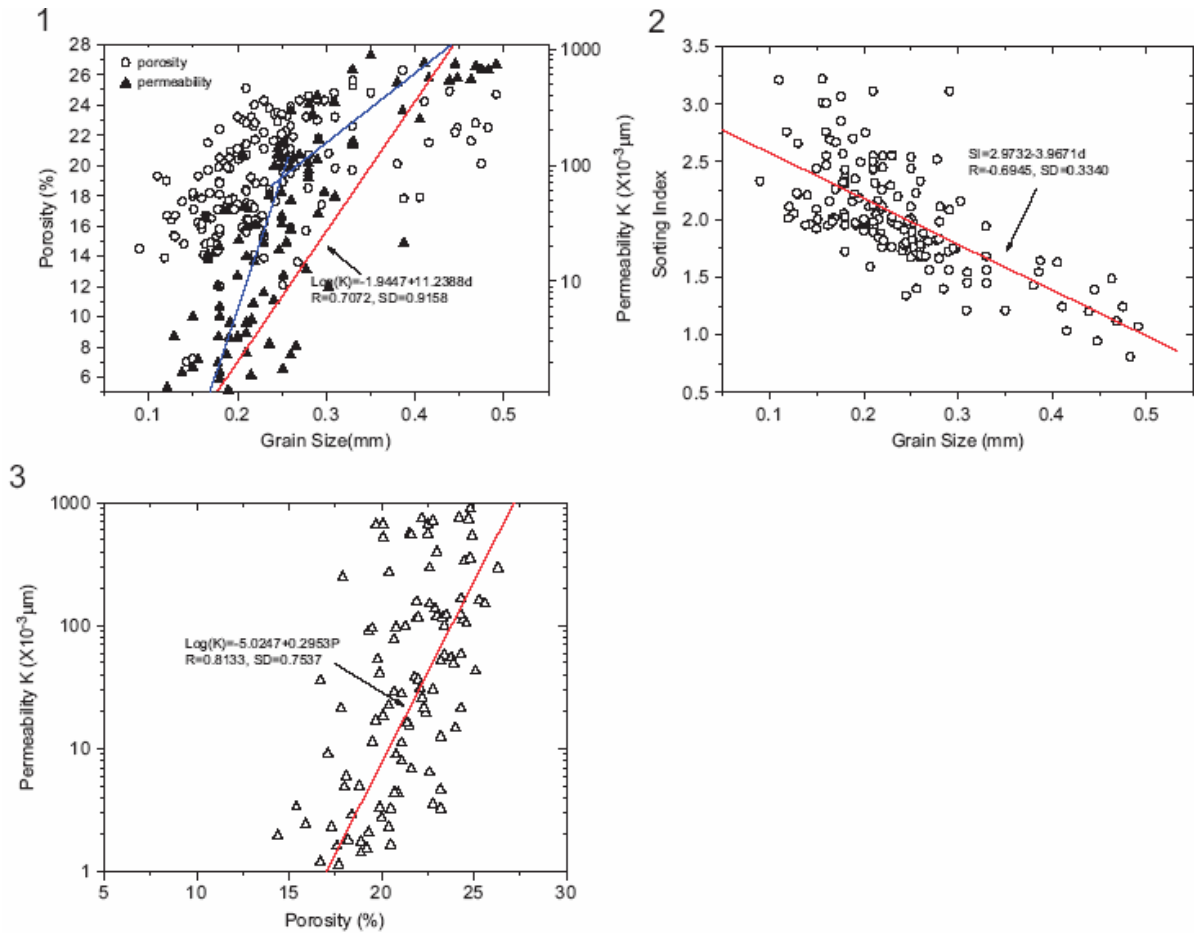 1
28
26
24
22
20
18
16
14
12
10
8
6
Porosity (%)
porosity
permeability
Log(K)=-1.9447+11.2388d
R=0.7072, SD=0.9158
1000
100
10
Permeability K (X10⁻³µm)
0.1 0.2 0.3 0.4 0.5
Grain Size(mm)
2
3.5
3.0
2.5
2.0
1.5
1.0
0.5
Sorting Index
SI=2.9732-3.9671d
R=-0.6945, SD=0.3340
0.1 0.2 0.3 0.4 0.5
Grain Size (mm)
3
1000
100
10
1
Permeability K (X10⁻³µm)
Log(K)=-5.0247+0.2953P
R=0.8133, SD=0.7537
5 10 15 20 25 30
Porosity (%)